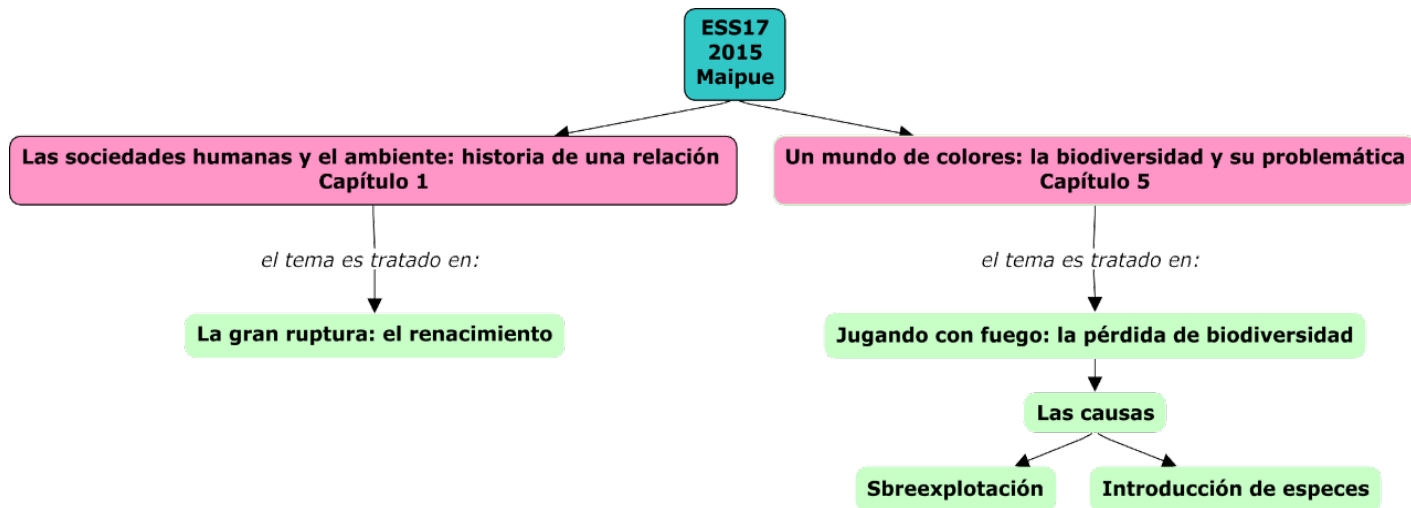 ESS17
2015
Maipue
Las sociedades humanas y el ambiente: historia de una relación
Capítulo 1
Un mundo de colores: la biodiversidad y su problemática
Capítulo 5
el tema es tratado en:
el tema es tratado en:
La gran ruptura: el renacimiento
Jugando con fuego: la pérdida de biodiversidad
Las causas
Sbreexplotación
Introducción de especes